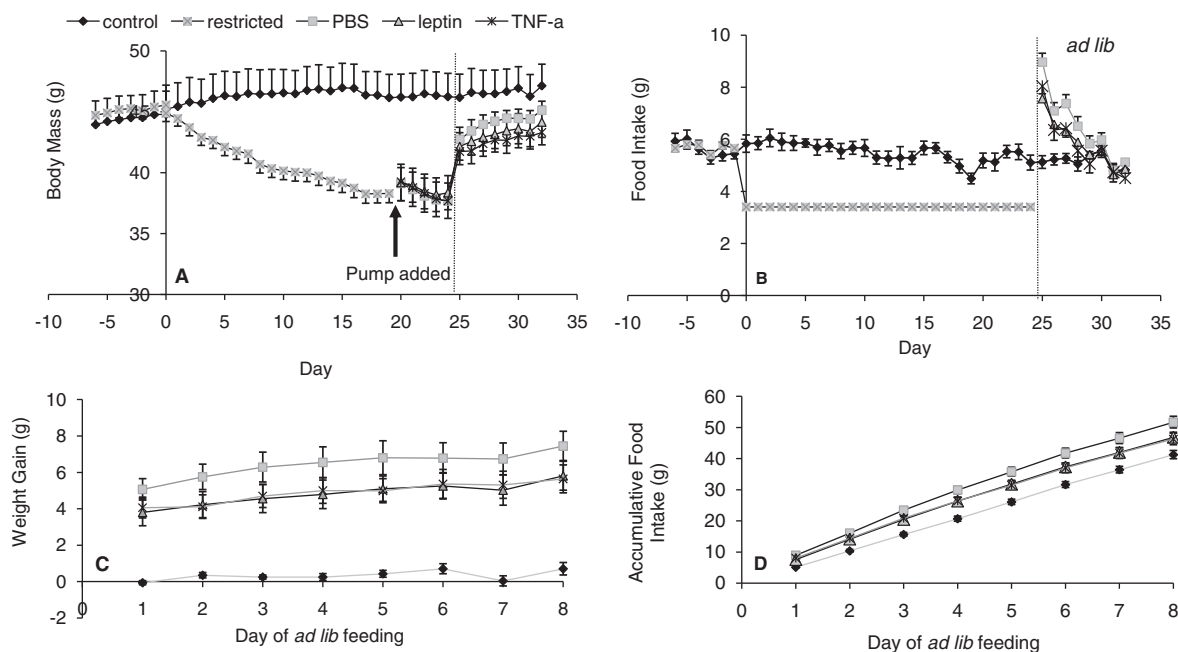 control restricted PBS leptin TNF-a
50
45
40
35
30
Body Mass (g)
A
Pump added
-10 -5 0 5 10 15 20 25 30 35
Day
10
8
6
4
2
0
Food Intake (g)
ad lib
B
-10 -5 0 5 10 15 20 25 30 35
Day
10
8
6
4
2
0
-2
Weight Gain (g)
C
0 1 2 3 4 5 6 7 8
Day of ad lib feeding
60
50
40
30
20
10
0
Accumulative Food
Intake (g)
D
0 1 2 3 4 5 6 7 8
Day of ad lib feeding